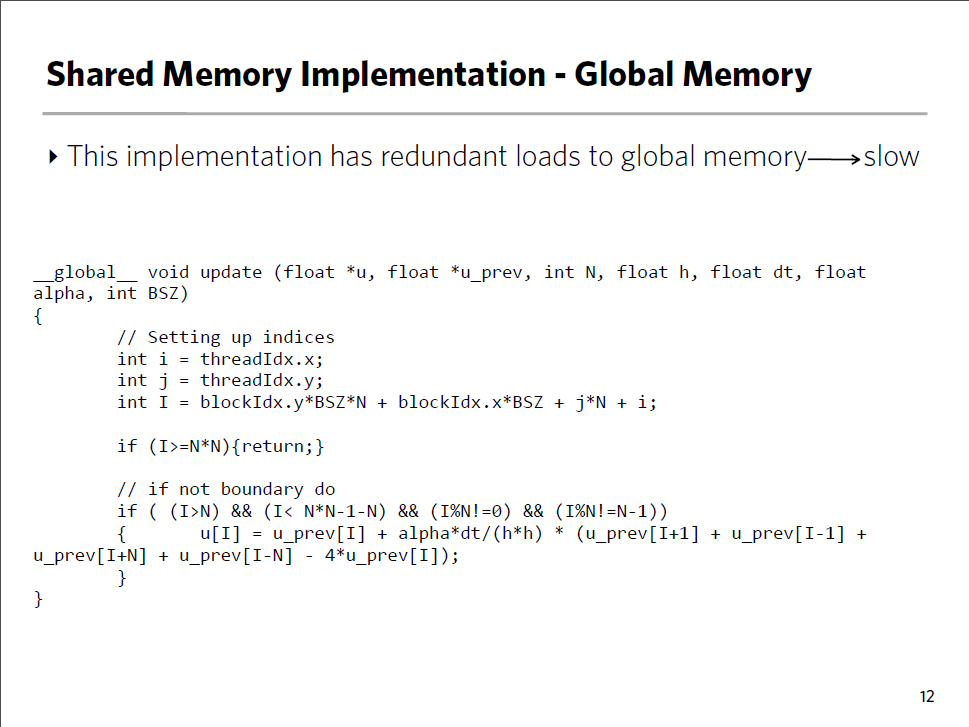 Shared Memory Implementation - Global Memory
‣ This implementation has redundant loads to global memory⟶slow
__global__ void update (float *u, float *u_prev, int N, float h, float dt, float
alpha, int BSZ)
{
        // Setting up indices
        int i = threadIdx.x;
        int j = threadIdx.y;
        int I = blockIdx.y*BSZ*N + blockIdx.x*BSZ + j*N + i;

        if (I>=N*N){return;}

        // if not boundary do
        if ( (I>N) && (I< N*N-1-N) && (I%N!=0) && (I%N!=N-1))
        {       u[I] = u_prev[I] + alpha*dt/(h*h) * (u_prev[I+1] + u_prev[I-1] +
u_prev[I+N] + u_prev[I-N] - 4*u_prev[I]);
        }
}
12